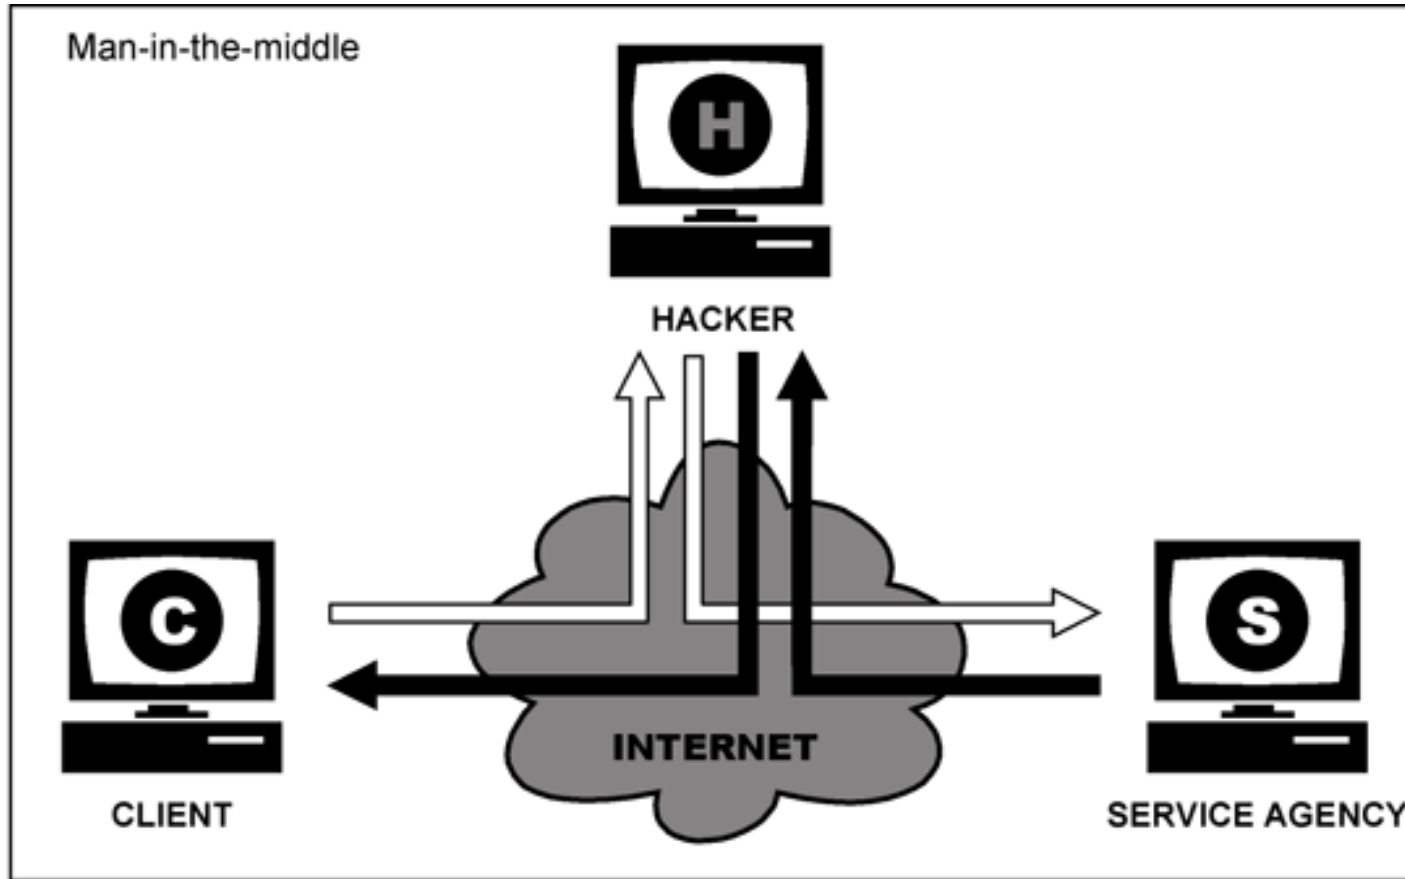 Man-in-the-middle
H
HACKER
C
S
INTERNET
CLIENT
SERVICE AGENCY